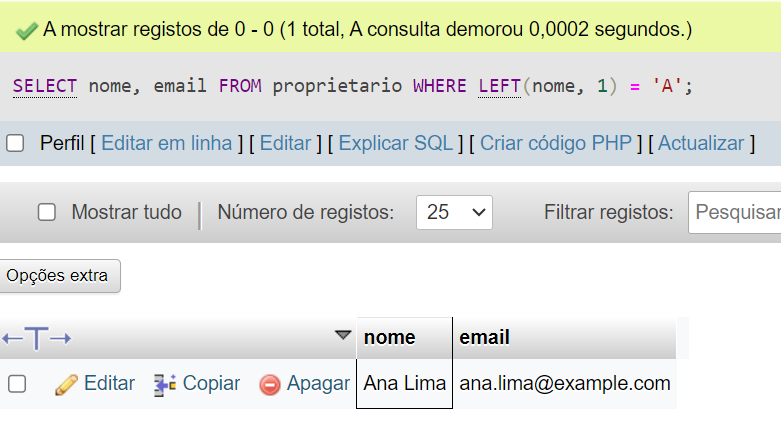 A mostrar registos de 0 - 0 (1 total, A consulta demorou 0,0002 segundos.)
SELECT nome, email FROM proprietario WHERE LEFT(nome, 1) = 'A';
Perfil [ Editar em linha ] [ Editar ] [ Explicar SQL ] [ Criar código PHP ] [ Actualizar ]
Mostrar tudo | Número de registos: 25 Filtrar registos: Pesquisar
Opções extra
←T→ nome email
Editar Copiar Apagar Ana Lima ana.lima@example.com